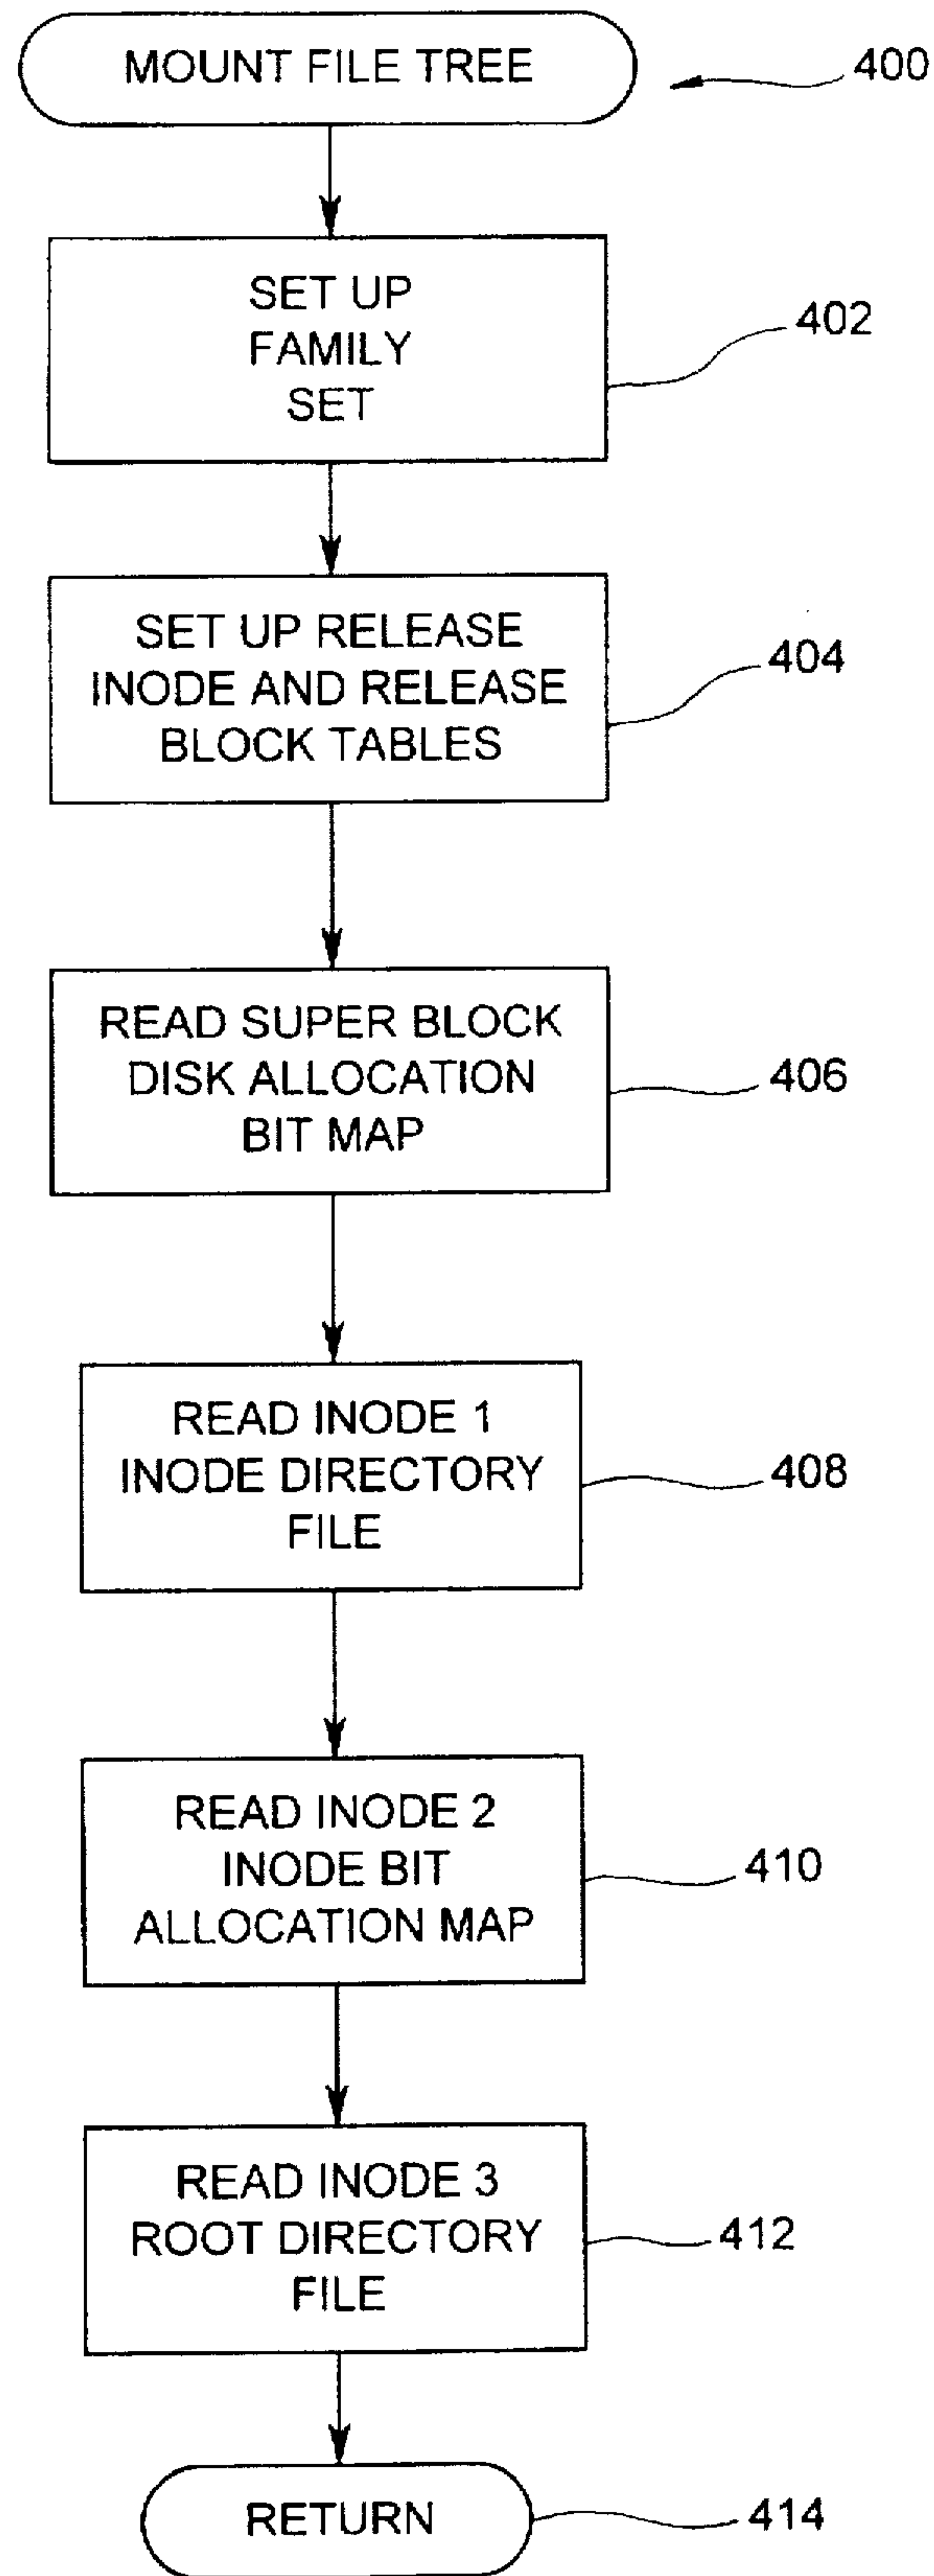 MOUNT FILE TREE
400
SET UP
FAMILY
SET
402
SET UP RELEASE
INODE AND RELEASE
BLOCK TABLES
404
READ SUPER BLOCK
DISK ALLOCATION
BIT MAP
406
READ INODE 1
INODE DIRECTORY
FILE
408
READ INODE 2
INODE BIT
ALLOCATION MAP
410
READ INODE 3
ROOT DIRECTORY
FILE
412
RETURN
414